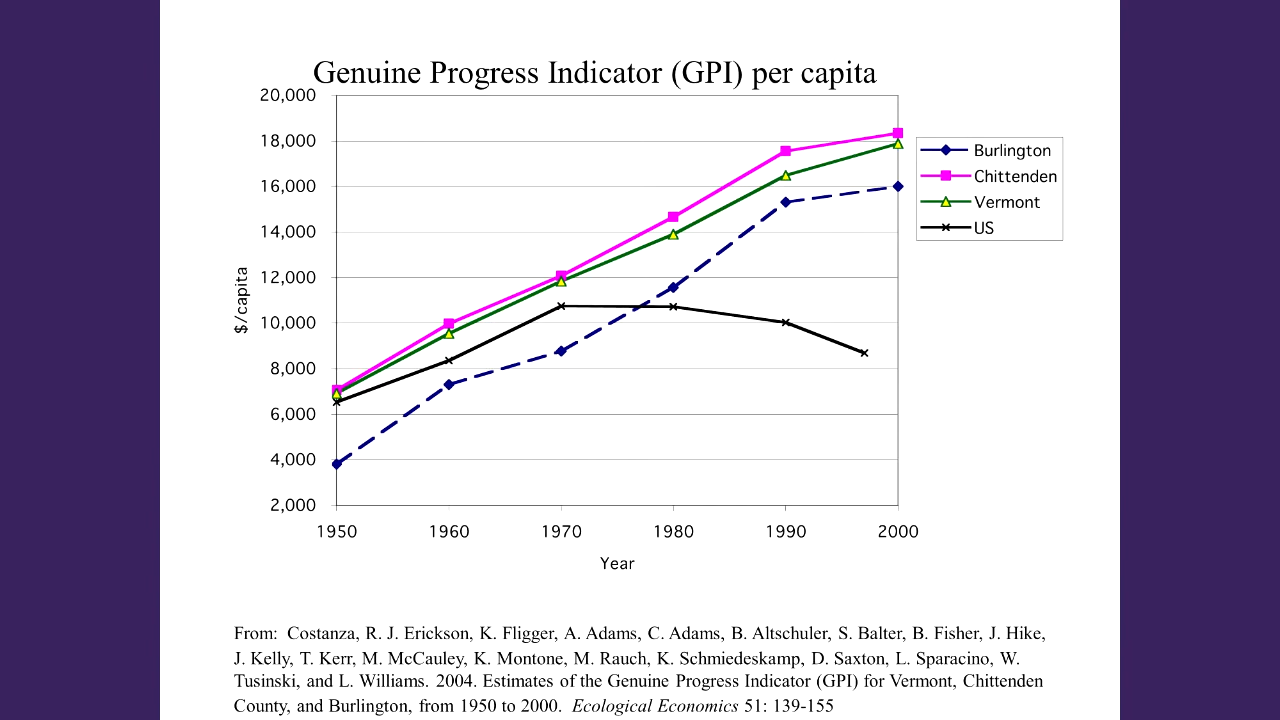 Genuine Progress Indicator (GPI) per capita
20,000
18,000
16,000
14,000
12,000
10,000
8,000
6,000
4,000
2,000
$/capita
1950 1960 1970 1980 1990 2000
Year
Burlington
Chittenden
Vermont
US
From:  Costanza, R. J. Erickson, K. Fligger, A. Adams, C. Adams, B. Altschuler, S. Balter, B. Fisher, J. Hike,
J. Kelly, T. Kerr, M. McCauley, K. Montone, M. Rauch, K. Schmiedeskamp, D. Saxton, L. Sparacino, W.
Tusinski, and L. Williams. 2004. Estimates of the Genuine Progress Indicator (GPI) for Vermont, Chittenden
County, and Burlington, from 1950 to 2000.  Ecological Economics 51: 139-155